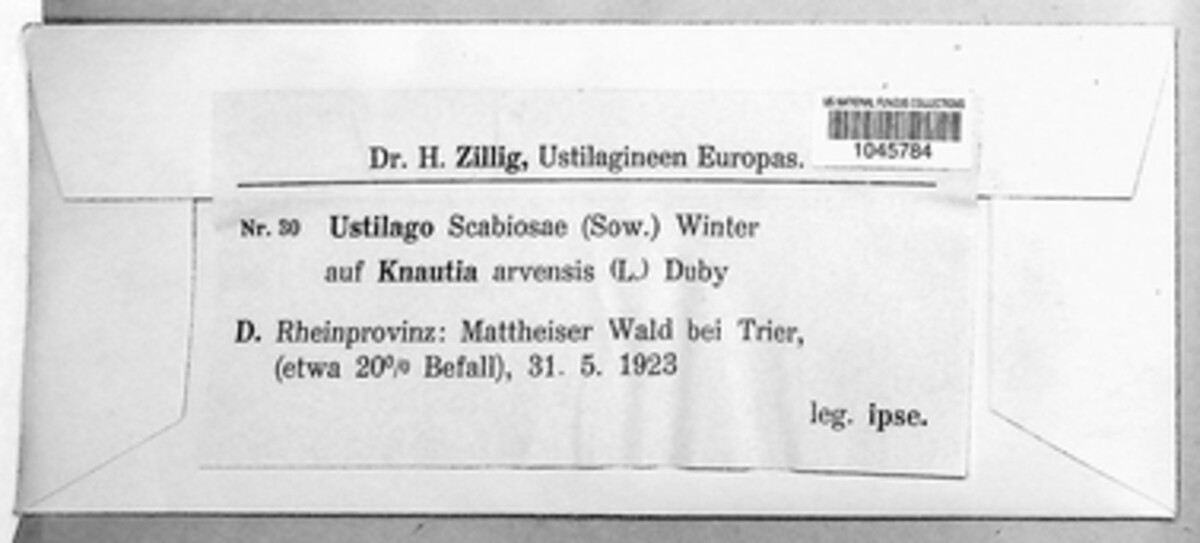 US NATIONAL FUNGUS COLLECTIONS
1045784
Dr. H. Zillig, Ustilagineen Europas.
Nr. 30 Ustilago Scabiosae (Sow.) Winter
auf Knautia arvensis (L.) Duby
D. Rheinprovinz: Mattheiser Wald bei Trier,
(etwa 20% Befall), 31. 5. 1923
leg. ipse.